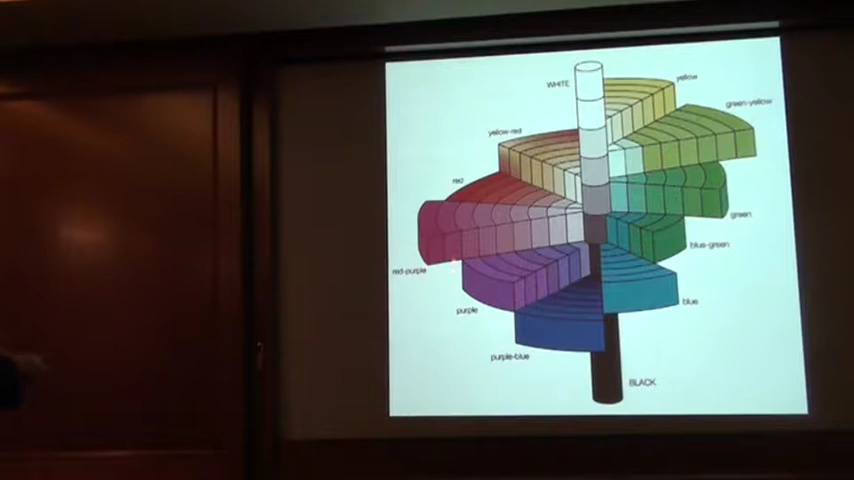 WHITE
yellow
green-yellow
yellow-red
red
green
blue-green
red-purple
purple
blue
purple-blue
BLACK